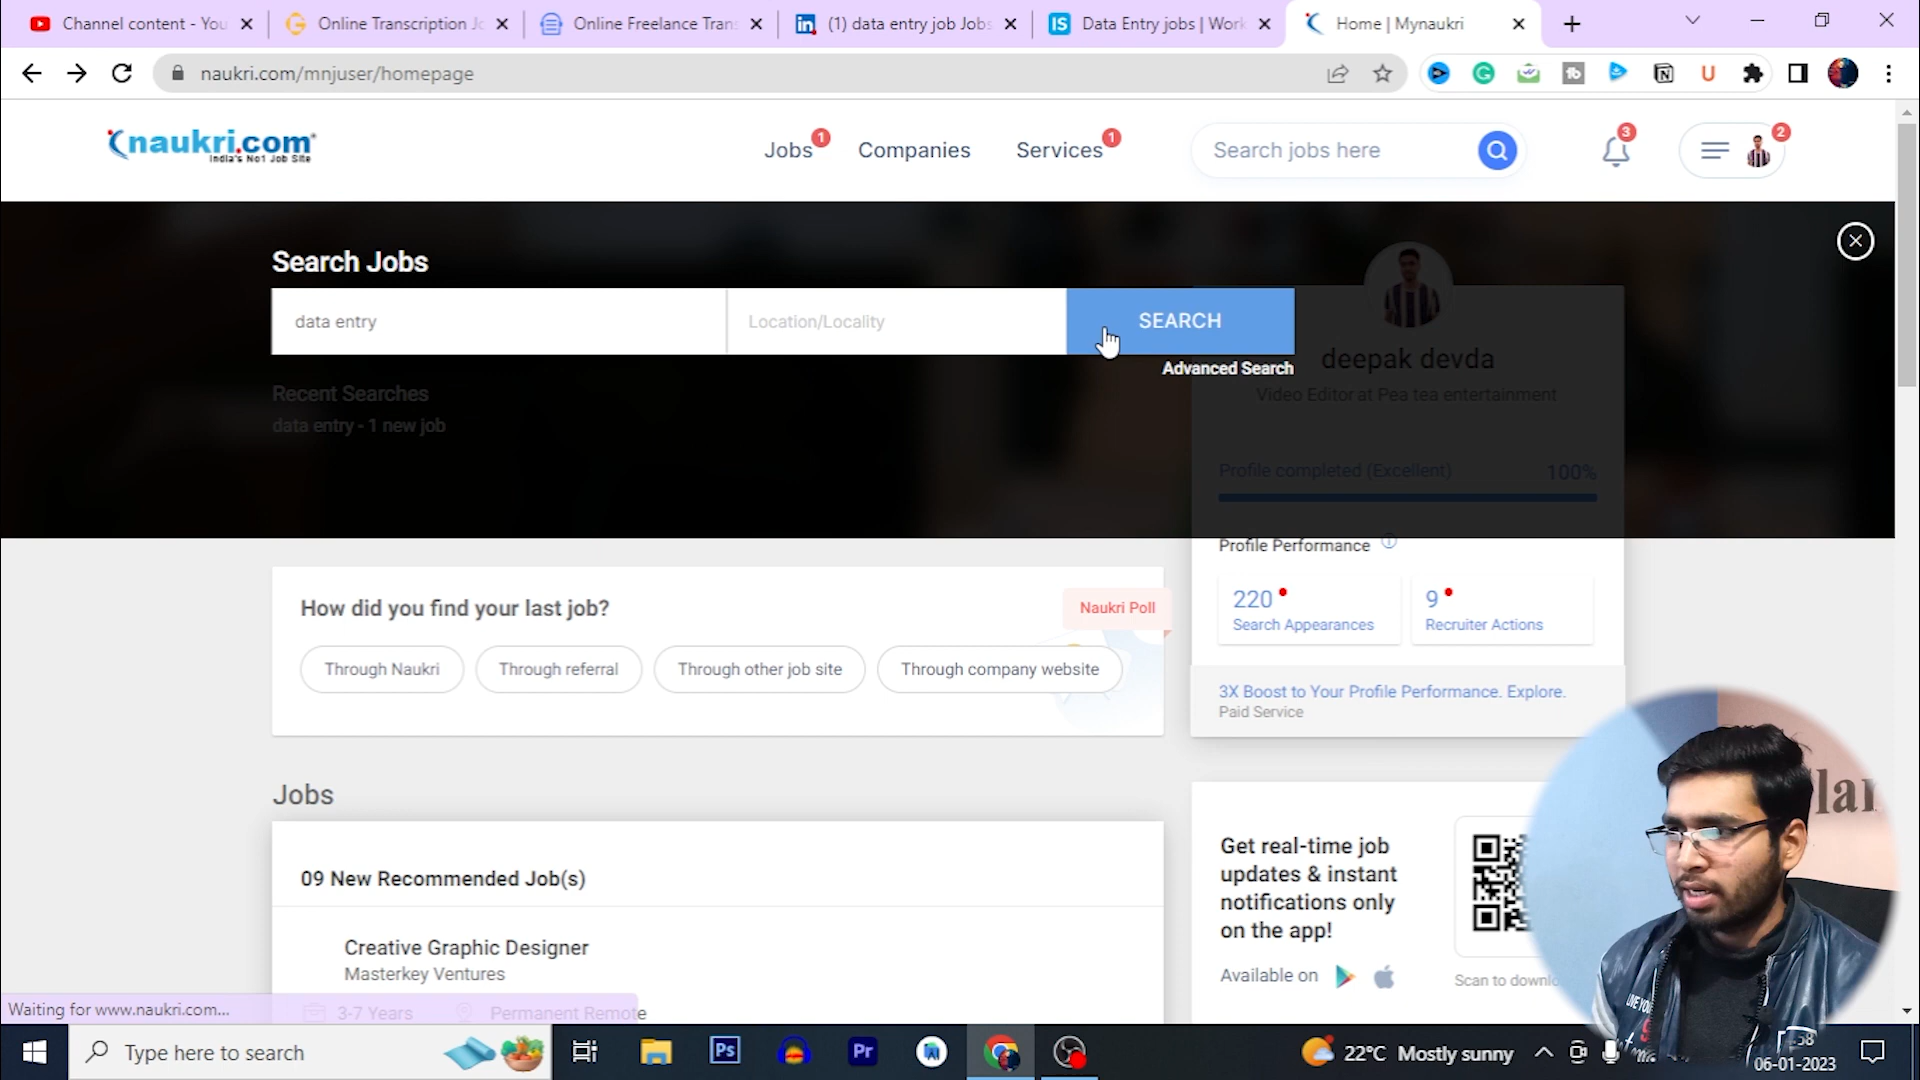 Channel content - You
Online Transcription Jo
Online Freelance Tran
(1) data entry job Jobs
Data Entry jobs | Work
Home | Mynaukri
naukri.com/mnjuser/homepage
naukri.com
India's No1 Job Site
Jobs 1
Companies
Services 1
Search jobs here
3
2
Search Jobs
data entry
Location/Locality
SEARCH
Advanced Search
Recent Searches
data entry - 1 new job
deepak devda
Video Editor at Pea tea entertainment
Profile completed (Excellent) 100%
Profile Performance
220
Search Appearances
9
Recruiter Actions
3X Boost to Your Profile Performance. Explore.
Paid Service
How did you find your last job?
Naukri Poll
Through Naukri
Through referral
Through other job site
Through company website
Jobs
09 New Recommended Job(s)
Creative Graphic Designer
Masterkey Ventures
3-7 Years
Permanent Remote
Get real-time job
updates & instant
notifications only
on the app!
Available on
Scan to downlo
Waiting for www.naukri.com...
Type here to search
Ps
Pr
22°C Mostly sunny
06-01-2023